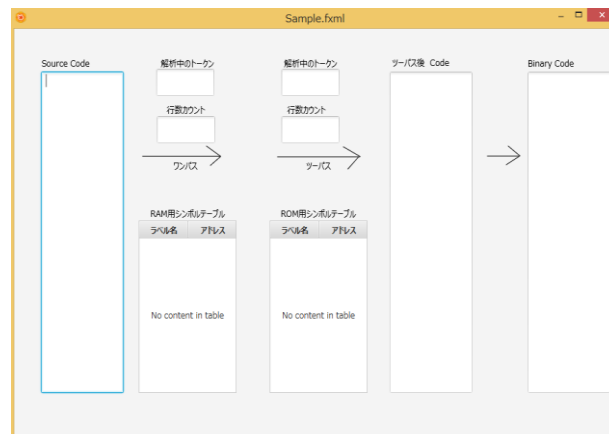 Sample.fxml
Source Code
解析中のトークン
解析中のトークン
ツーパス後 Code
Binary Code
行数カウント
行数カウント
ワンパス
ツーパス
RAM用シンボルテーブル
ROM用シンボルテーブル
ラベル名 アドレス
ラベル名 アドレス
No content in table
No content in table